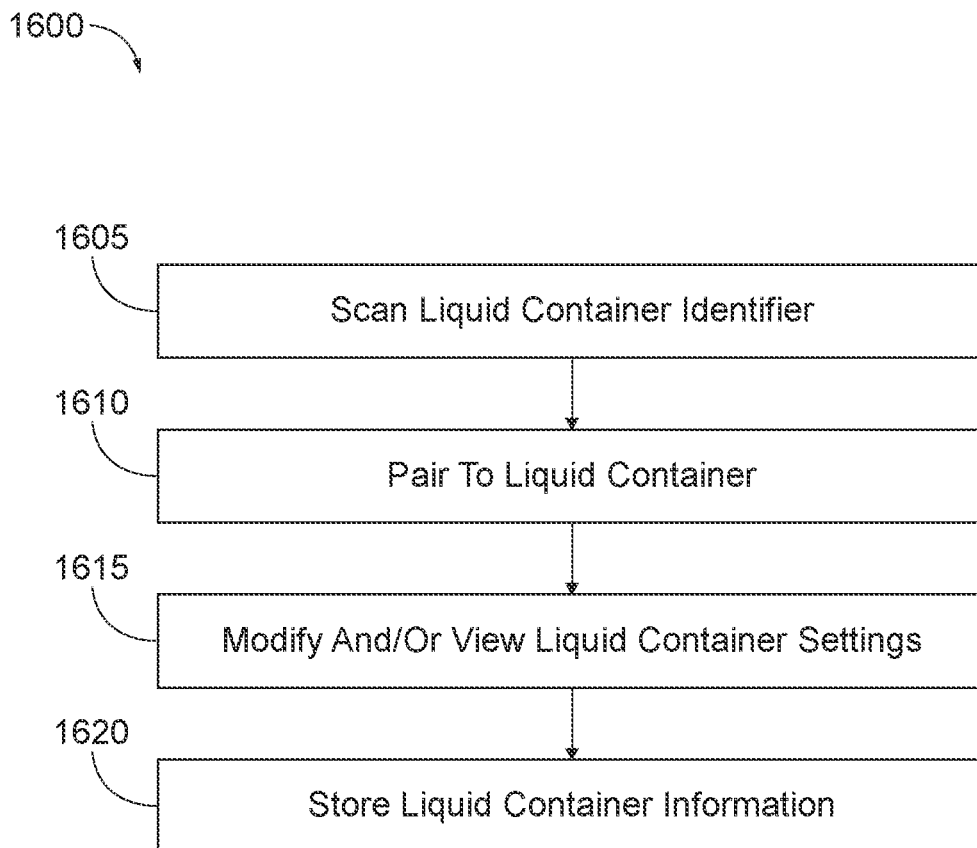 1600
1605
Scan Liquid Container Identifier
1610
Pair To Liquid Container
1615
Modify And/Or View Liquid Container Settings
1620
Store Liquid Container Information